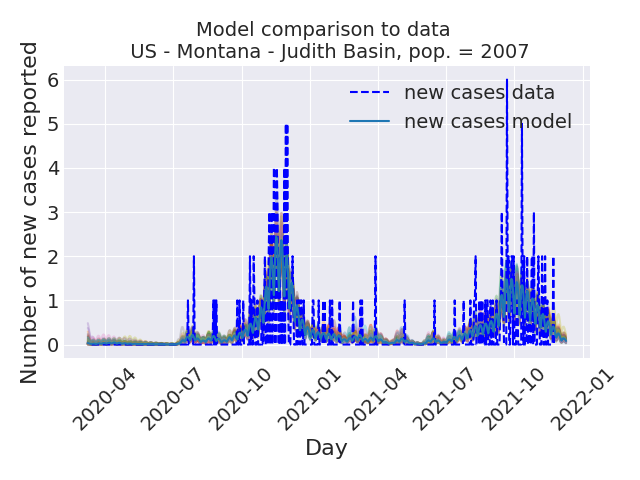 Model comparison to data
US - Montana - Judith Basin, pop. = 2007
Number of new cases reported
6
5
4
3
2
1
0
new cases data
new cases model
2020-04
2020-07
2020-10
2021-01
2021-04
2021-07
2021-10
2022-01
Day